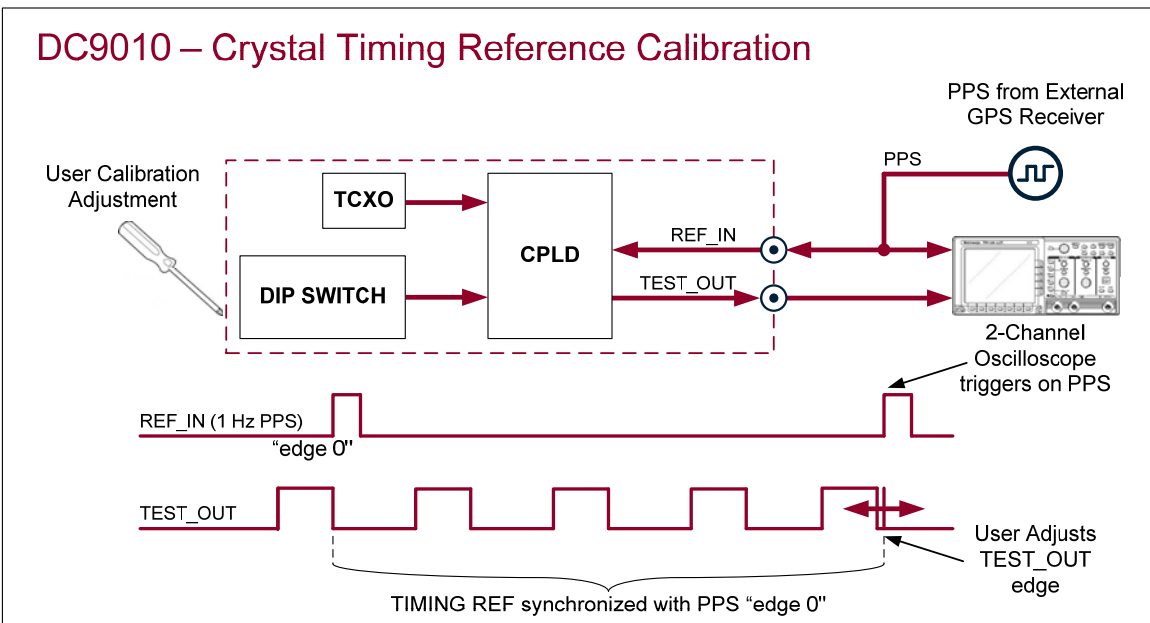 DC9010 – Crystal Timing Reference Calibration
PPS from External
GPS Receiver
User Calibration
Adjustment
PPS
TCXO
CPLD
REF_IN
DIP SWITCH
TEST_OUT
2-Channel
Oscilloscope
triggers on PPS
REF_IN (1 Hz PPS)
“edge 0"
TEST_OUT
User Adjusts
TEST_OUT
edge
TIMING REF synchronized with PPS “edge 0"